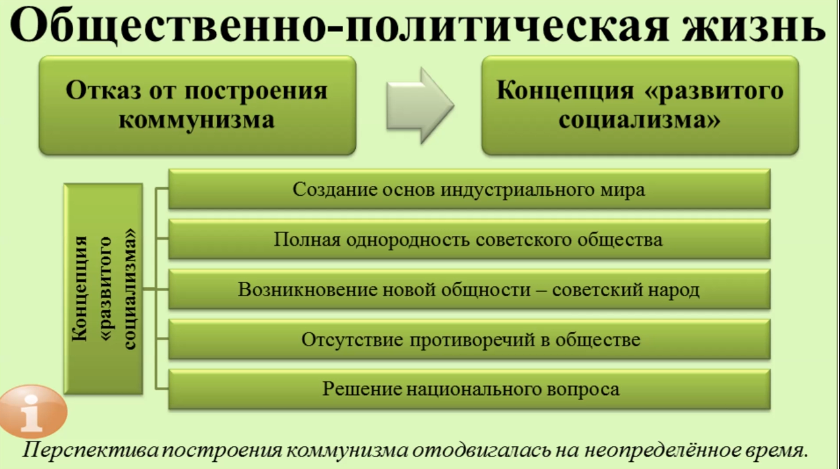 Общественно-политическая жизнь
Отказ от построения
коммунизма
Концепция «развитого
социализма»
Концепция
«развитого
социализма»
Создание основ индустриального мира
Полная однородность советского общества
Возникновение новой общности – советский народ
Отсутствие противоречий в обществе
Решение национального вопроса
Перспектива построения коммунизма отодвигалась на неопределённое время.